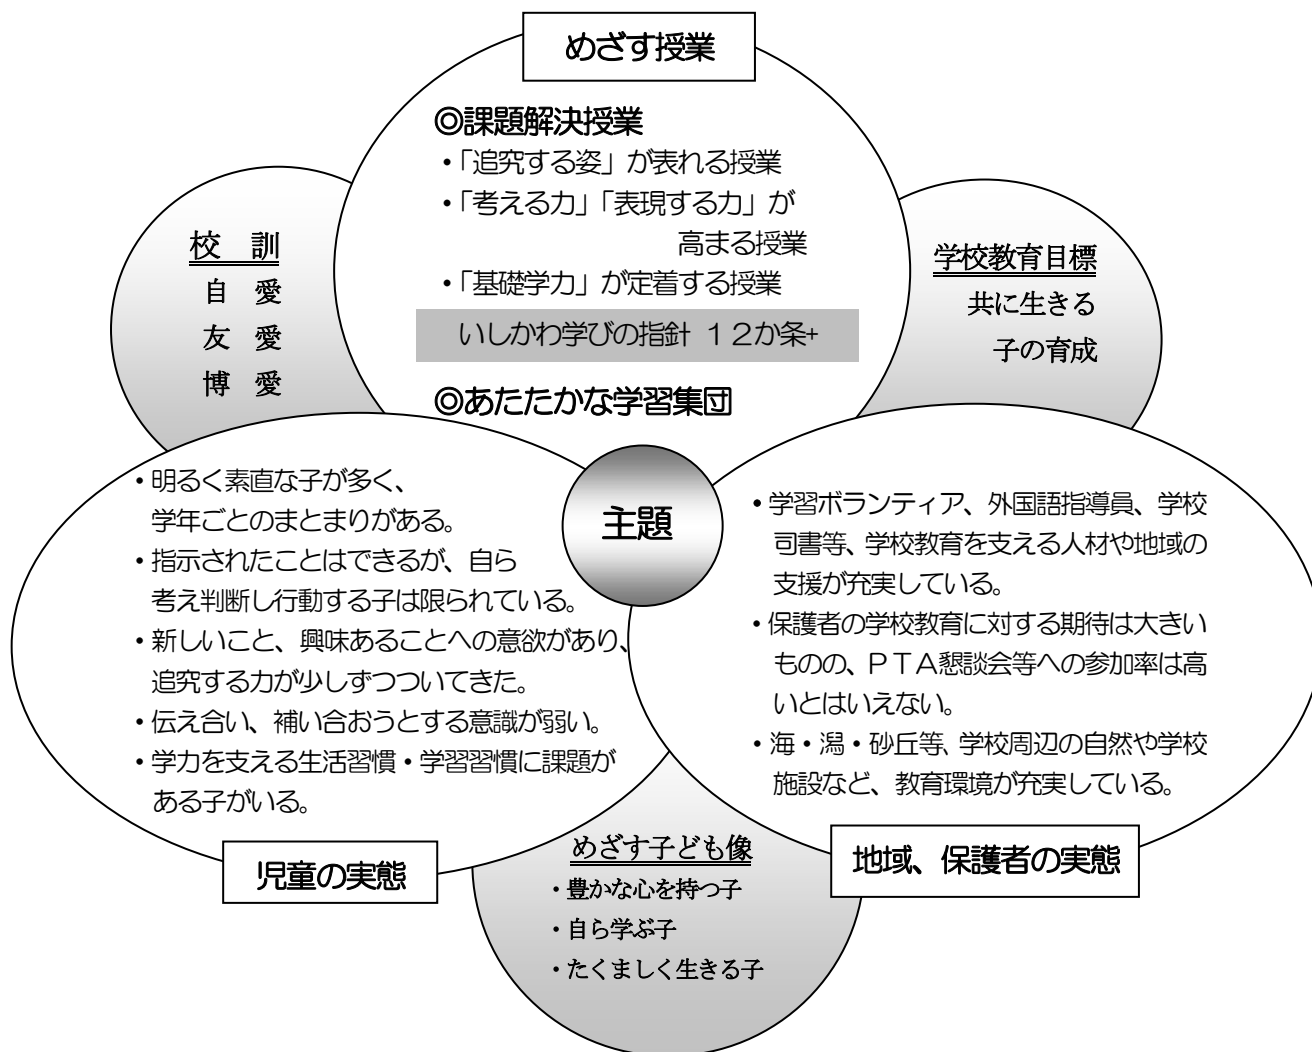 めざす授業
◎課題解決授業
・「追究する姿」が表れる授業
・「考える力」「表現する力」が
高まる授業
・「基礎学力」が定着する授業
いしかわ学びの指針 12か条+
◎あたたかな学習集団
校 訓
自 愛
友 愛
博 愛
学校教育目標
共に生きる
子の育成
主題
・明るく素直な子が多く、
学年ごとのまとまりがある。
・指示されたことはできるが、自ら
考え判断し行動する子は限られている。
・新しいこと、興味あることへの意欲があり、
追究する力が少しずつついてきた。
・伝え合い、補い合おうとする意識が弱い。
・学力を支える生活習慣・学習習慣に課題が
ある子がいる。
児童の実態
・学習ボランティア、外国語指導員、学校
司書等、学校教育を支える人材や地域の
支援が充実している。
・保護者の学校教育に対する期待は大きい
ものの、PTA懇談会等への参加率は高
いとはいえない。
・海・潟・砂丘等、学校周辺の自然や学校
施設など、教育環境が充実している。
地域、保護者の実態
めざす子ども像
・豊かな心を持つ子
・自ら学ぶ子
・たくましく生きる子